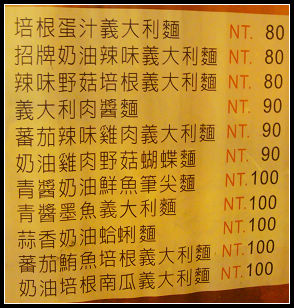 培根蛋汁義大利麵 NT. 80
招牌奶油辣味義大利麵 NT. 80
辣味野菇培根義大利麵 NT. 80
義大利肉醬麵 NT. 90
蕃茄辣味雞肉義大利麵 NT. 90
奶油雞肉野菇蝴蝶麵 NT. 90
青醬奶油鮮魚筆尖麵 NT.100
青醬墨魚義大利麵 NT.100
蒜香奶油蛤蜊麵 NT.100
蕃茄鮪魚培根義大利麵 NT.100
奶油培根南瓜義大利麵 NT.100